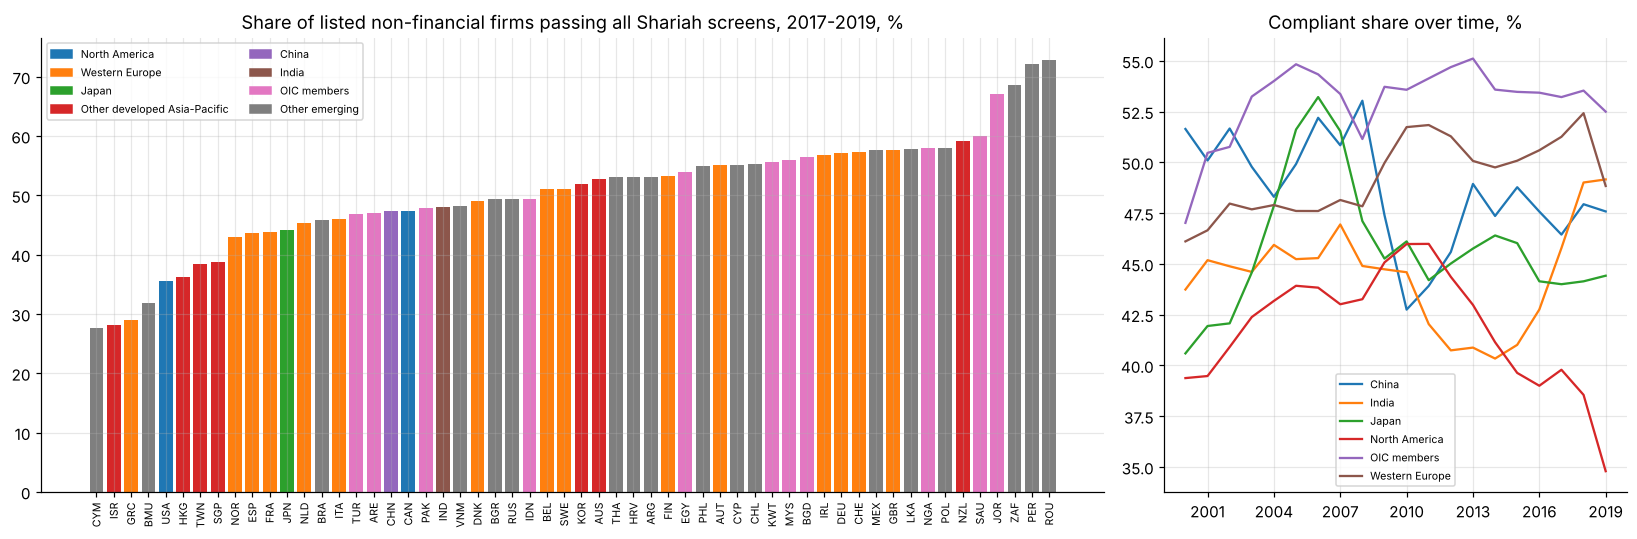 Share of listed non-financial firms passing all Shariah screens, 2017-2019, %
North America
Western Europe
Japan
Other developed Asia-Pacific
China
India
OIC members
Other emerging
70
60
50
40
30
20
10
0
CYM ISR GRC BMU USA HKG TWN SGP NOR ESP FRA JPN NLD BRA ITA TUR ARE CHN CAN PAK IND VNM DNK BGR RUS IDN BEL SWE KOR AUS THA HRV ARG FIN EGY PHL AUT CYP CHL KWT MYS BGD IRL DEU CHE MEX GBR LKA NGA POL NZL SAU JOR ZAF PER ROU
Compliant share over time, %
55.0
52.5
50.0
47.5
45.0
42.5
40.0
37.5
35.0
China
India
Japan
North America
OIC members
Western Europe
2001 2004 2007 2010 2013 2016 2019